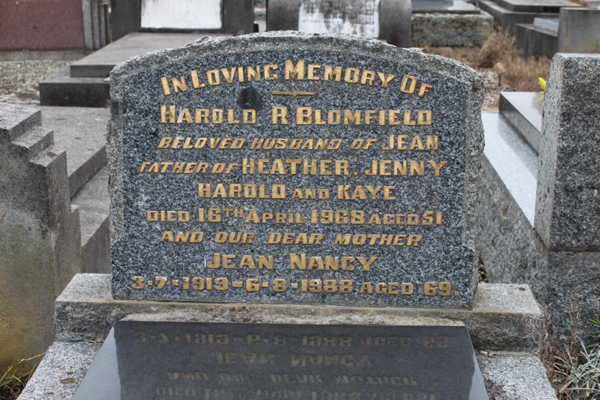 IN LOVING MEMORY OF
HAROLD R. BLOMFIELD
BELOVED HUSBAND OF JEAN
FATHER OF HEATHER, JENNY
HAROLD AND KAYE
DIED 16TH APRIL 1968 AGED 51
AND OUR DEAR MOTHER
JEAN NANCY
3-7-1919-6-8-1988 AGED 69.